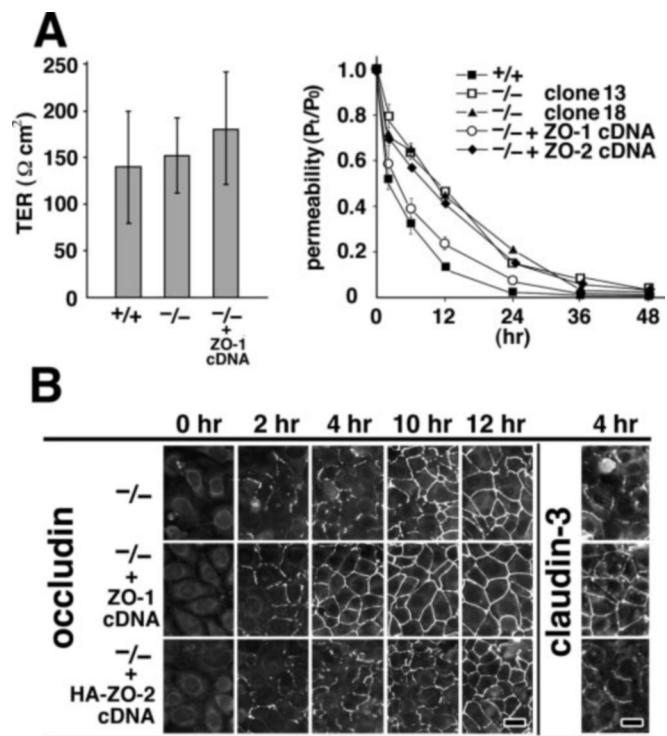 A
250
200
150
100
50
0
TER (Ω cm²)
+/+
−/−
−/−
+
ZO-1
cDNA
1.0
0.8
0.6
0.4
0.2
0
permeability (Pt/P0)
+/+
−/− clone 13
−/− clone 18
−/− + ZO-1 cDNA
−/− + ZO-2 cDNA
0 12 24 36 48
(hr)
B
0 hr 2 hr 4 hr 10 hr 12 hr 4 hr
occludin
−/−
−/−
+
ZO-1
cDNA
−/−
+
HA-ZO-2
cDNA
claudin-3